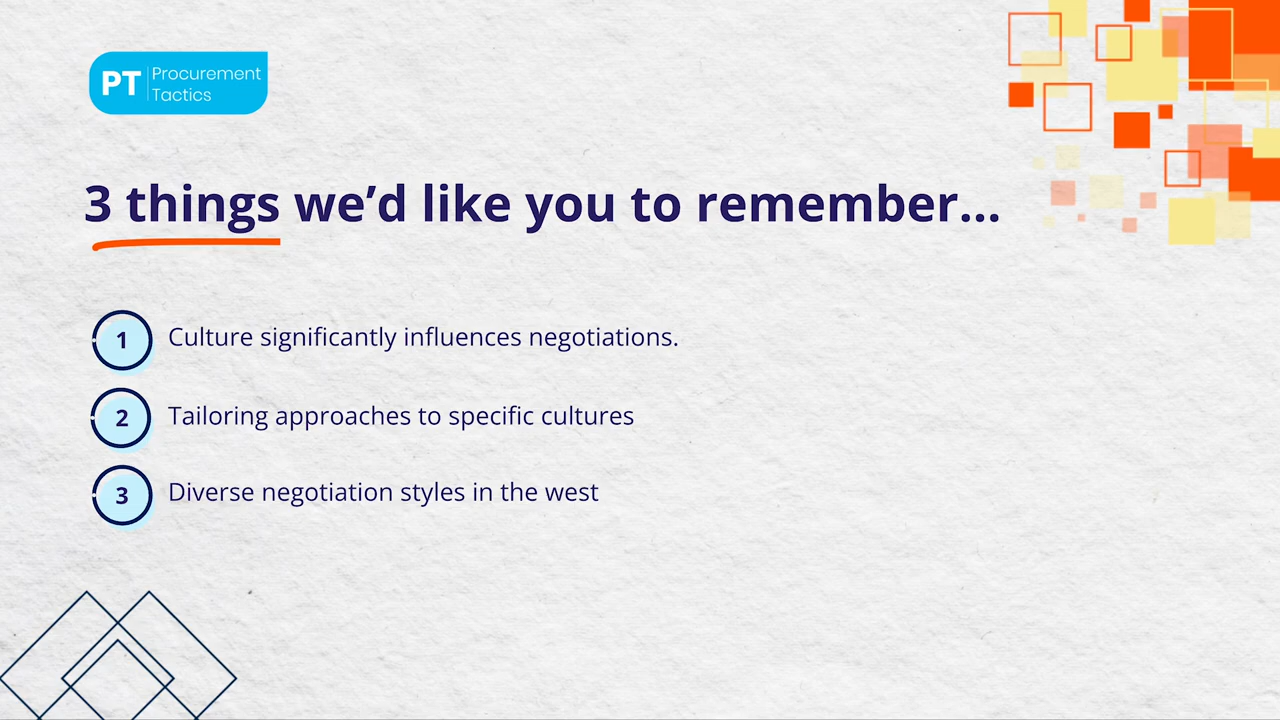 PT
Procurement
Tactics
3 things we’d like you to remember...
1 Culture significantly influences negotiations.
2 Tailoring approaches to specific cultures
3 Diverse negotiation styles in the west